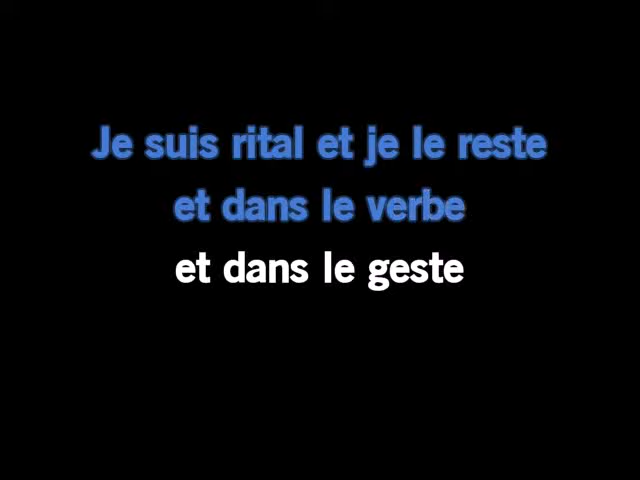 Je suis rital et je le reste
et dans le verbe
et dans le geste